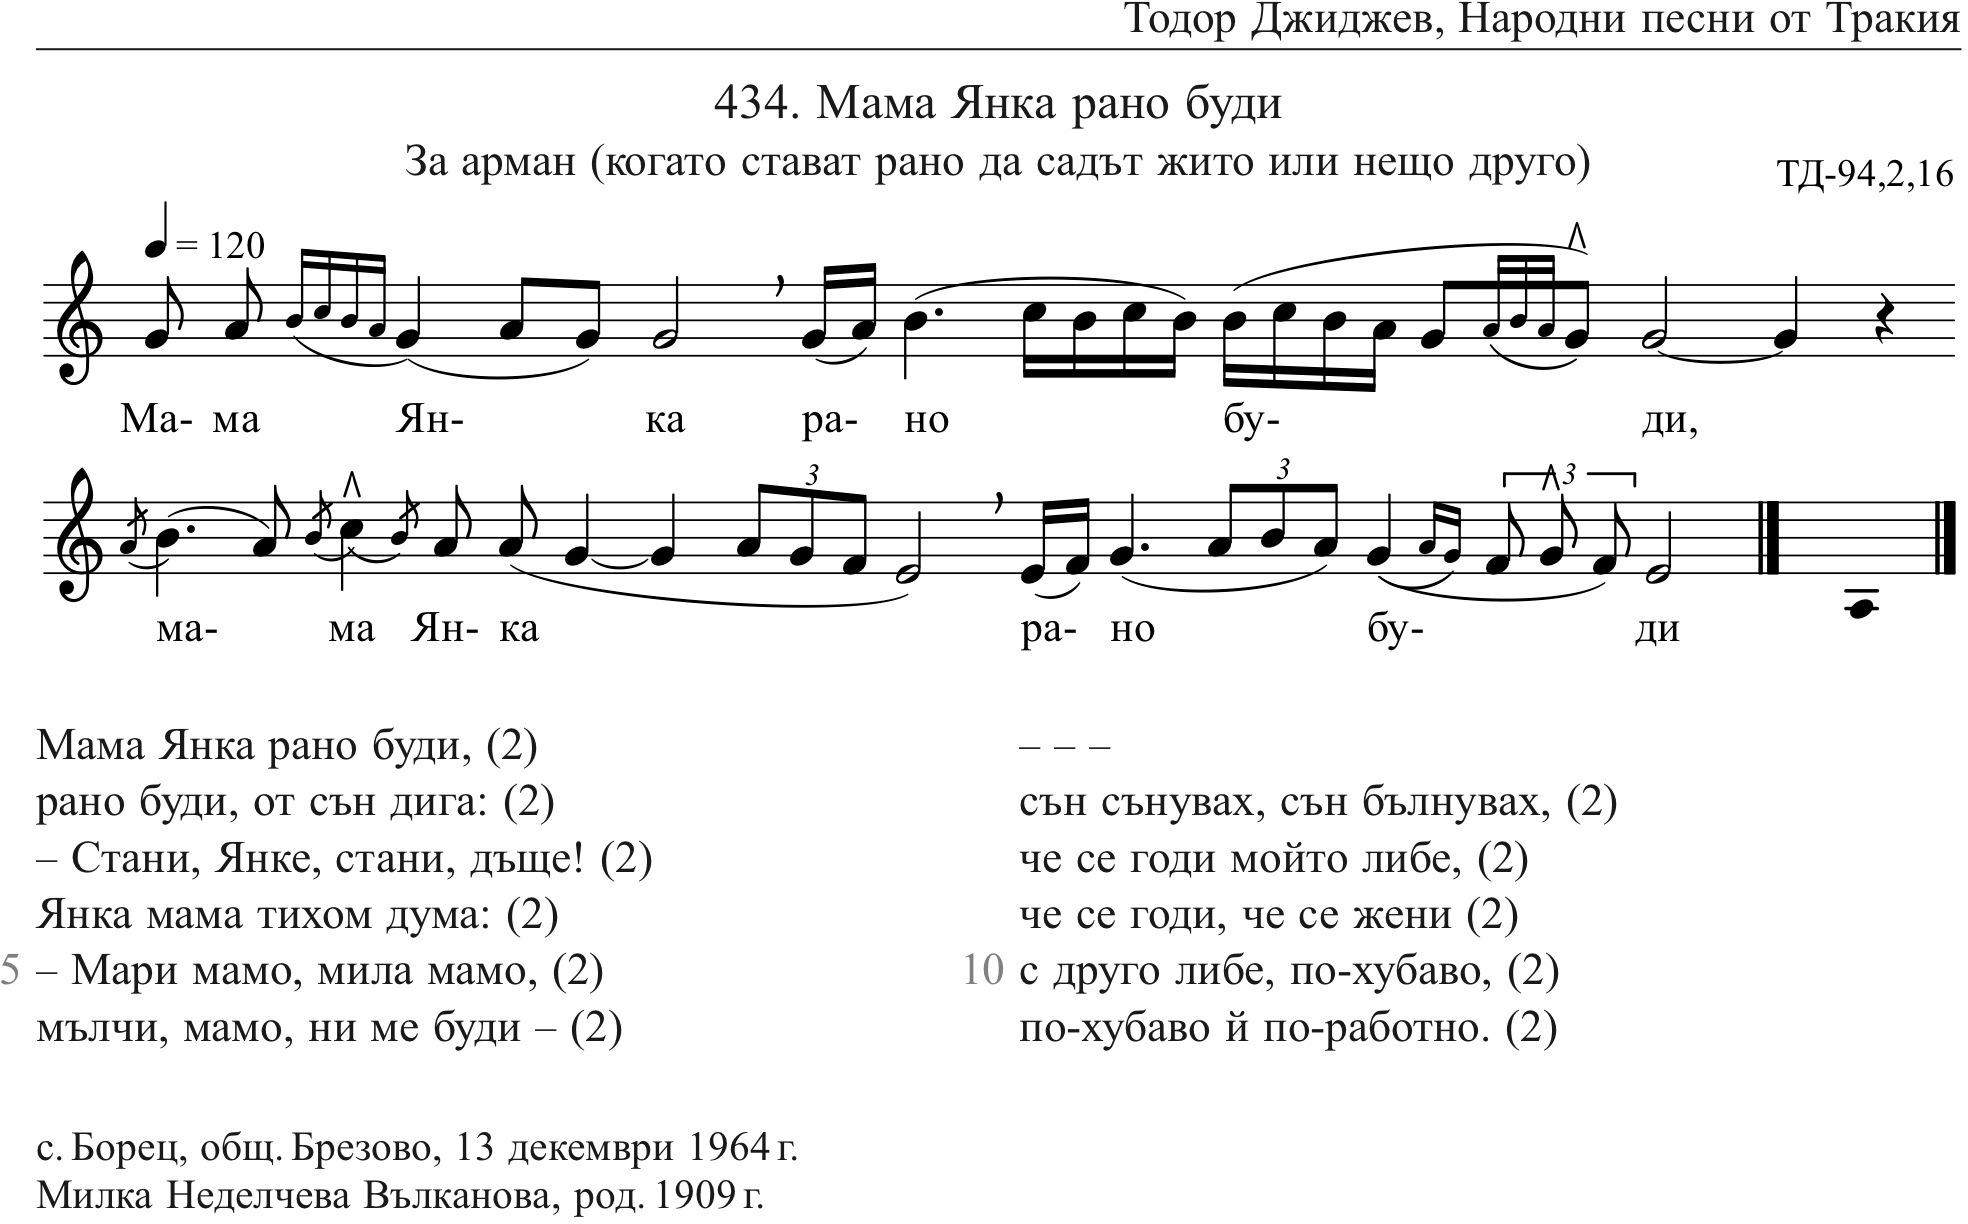 Тодор Джиджев, Народни песни от Тракия
434. Мама Янка рано буди
За арман (когато стават рано да садът жито или нещо друго)
ТД-94,2,16
= 120
Ма- ма Ян- ка ра- но бу- ди,
3 3 3
ма- ма Ян- ка ра- но бу- ди
Мама Янка рано буди, (2)
рано буди, от сън дига: (2)
– Стани, Янке, стани, дъще! (2)
Янка мама тихом дума: (2)
5 – Мари мамо, мила мамо, (2)
мълчи, мамо, ни ме буди – (2)
– – –
сън сънувах, сън бълнувах, (2)
че се годи мойто либе, (2)
че се годи, че се жени (2)
10 с друго либе, по-хубаво, (2)
по-хубаво й по-работно. (2)
с. Борец, общ. Брезово, 13 декември 1964 г.
Милка Неделчева Вълканова, род. 1909 г.